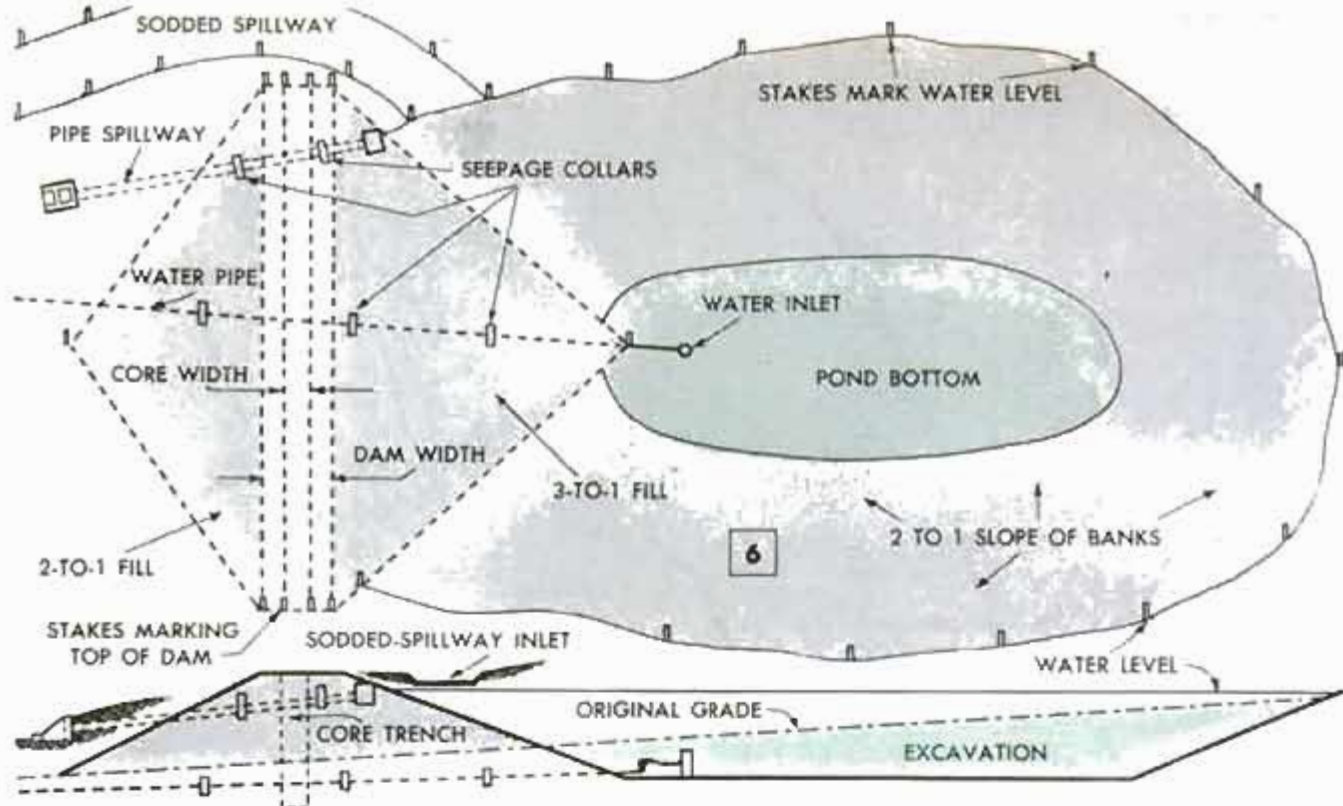 SODDED SPILLWAY
STAKES MARK WATER LEVEL
PIPE SPILLWAY
SEEPAGE COLLARS
WATER PIPE
WATER INLET
CORE WIDTH
POND BOTTOM
DAM WIDTH
3-TO-1 FILL
2 TO 1 SLOPE OF BANKS
6
2-TO-1 FILL
STAKES MARKING
TOP OF DAM
SODDED-SPILLWAY INLET
WATER LEVEL
ORIGINAL GRADE
CORE TRENCH
EXCAVATION